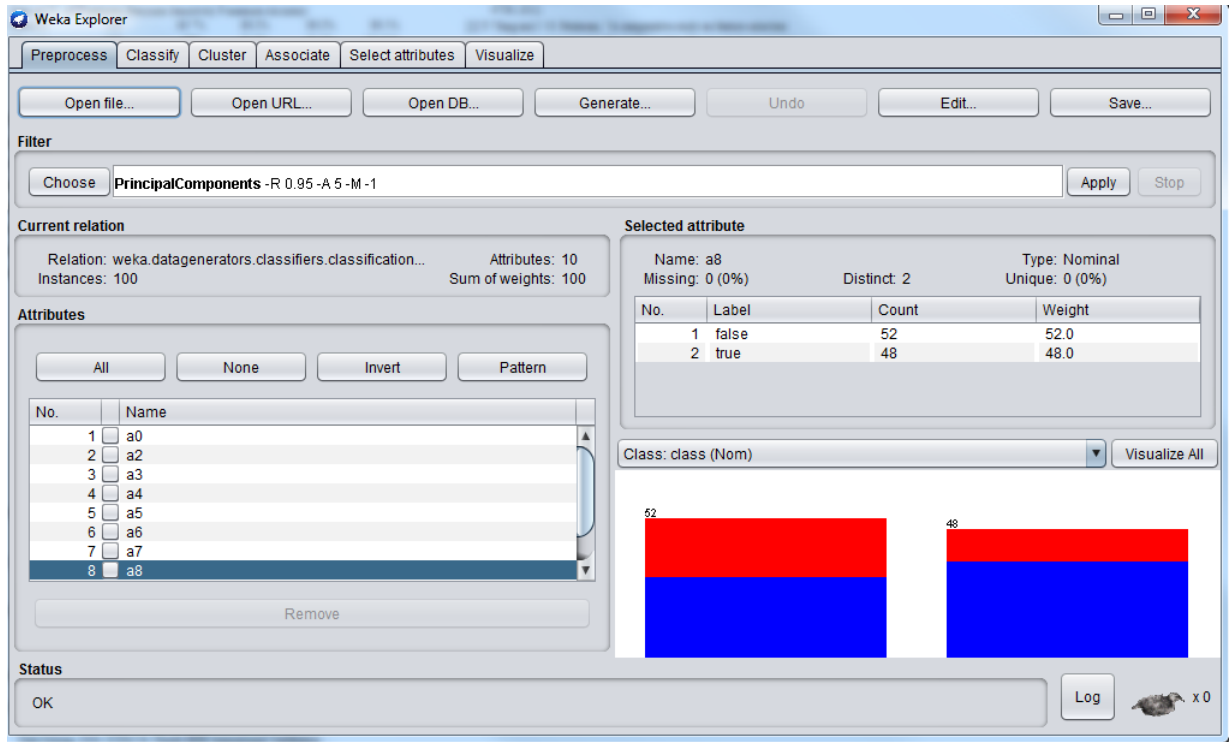 Weka Explorer
Preprocess Classify Cluster Associate Select attributes Visualize
Open file... Open URL... Open DB... Generate... Undo Edit... Save...
Filter
Choose PrincipalComponents -R 0.95 -A 5 -M -1 Apply Stop
Current relation
Relation: weka.datagenerators.classifiers.classification... Attributes: 10
Instances: 100 Sum of weights: 100
Attributes
All None Invert Pattern
No. Name
1 a0
2 a2
3 a3
4 a4
5 a5
6 a6
7 a7
8 a8
Remove
Selected attribute
Name: a8 Type: Nominal
Missing: 0 (0%) Distinct: 2 Unique: 0 (0%)
No. Label Count Weight
1 false 52 52.0
2 true 48 48.0
Class: class (Nom) Visualize All
52
48
Status
OK
Log x 0